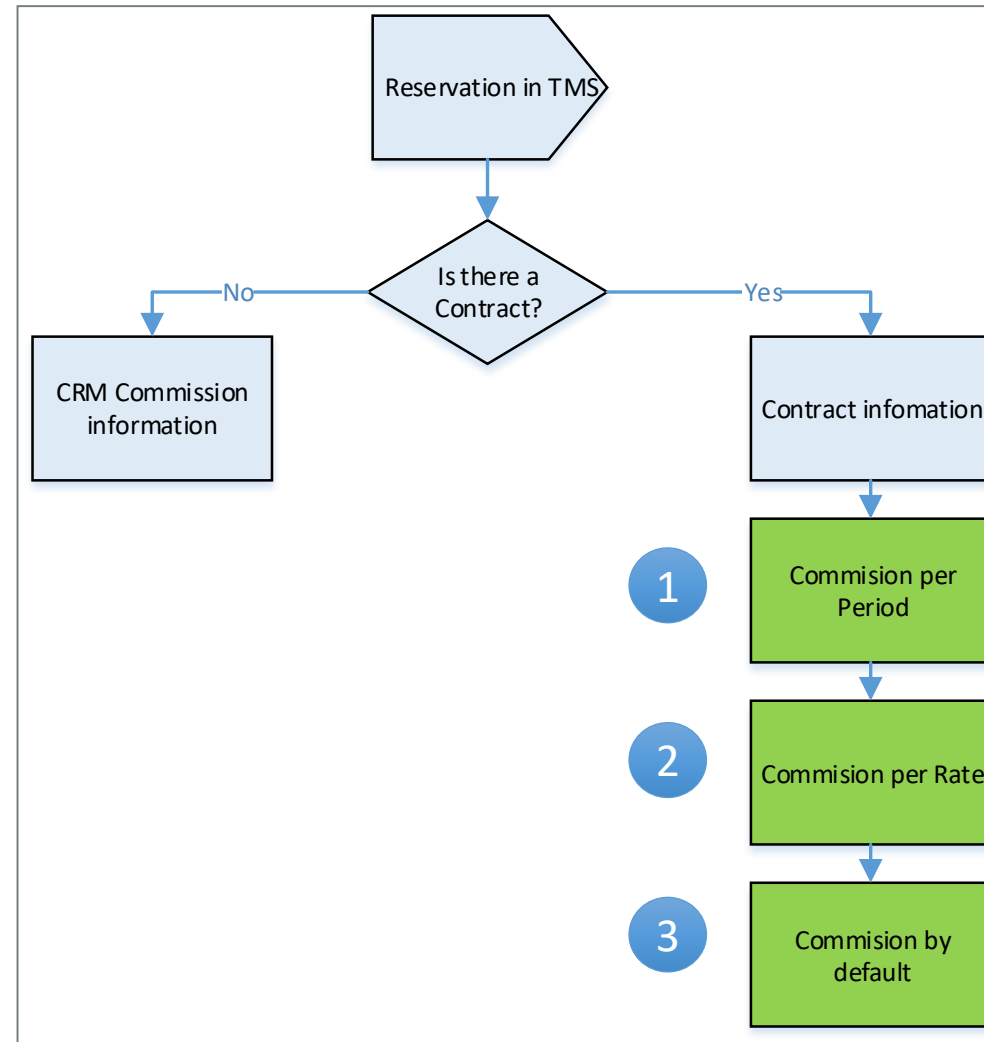 Reservation in TMS
Is there a
Contract?
No
Yes
CRM Commission
information
Contract infomation
1
Commision per
Period
2
Commision per Rate
3
Commision by
default